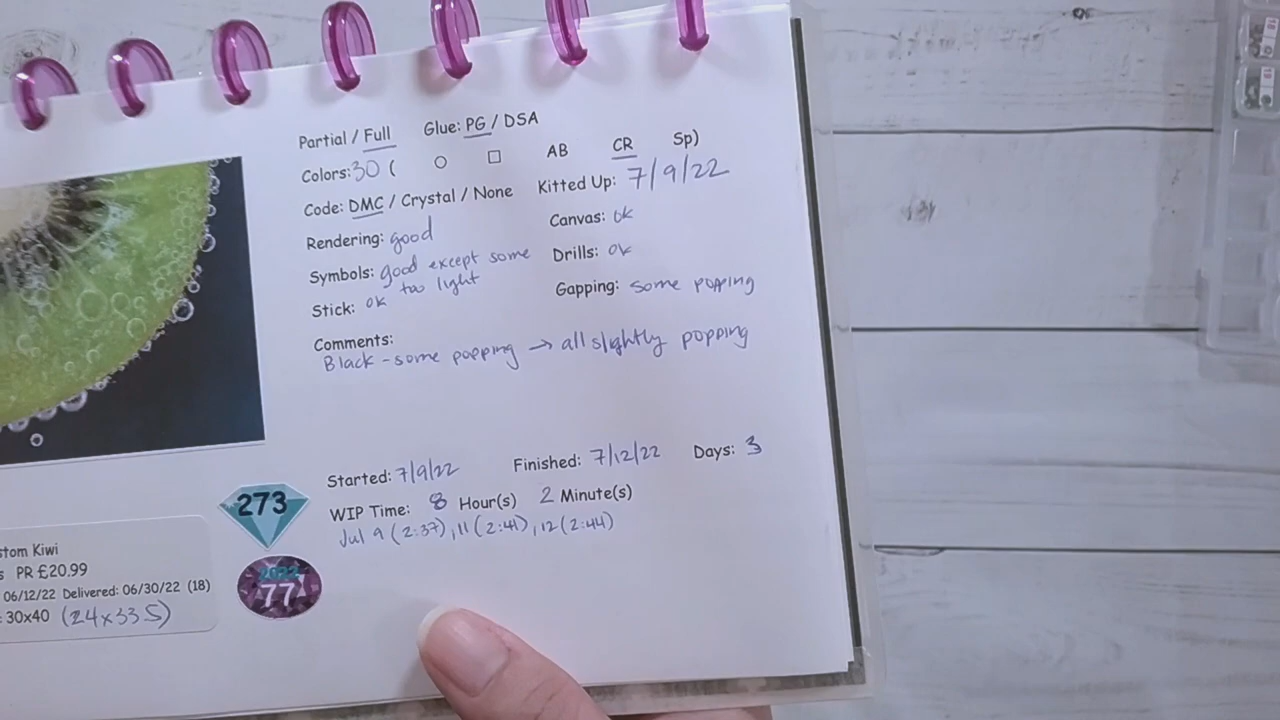 Partial / Full Glue: PG / DSA
Colors: 30 ( AB CR Sp)
Code: DMC / Crystal / None Kitted Up: 7/9/22
Rendering: good Canvas: ok
Symbols: good except some too light Drills: ok
Stick: ok Gapping: some popping
Comments:
Black - some popping → all slightly popping
Started: 7/9/22 Finished: 7/12/22 Days: 3
WIP Time: 8 Hour(s) 2 Minute(s)
Jul 9 (2:37), 11 (2:41), 12 (2:44)
273
2022
77
stom Kiwi
s PR £20.99
06/12/22 Delivered: 06/30/22 (18)
: 30x40 (24x33 S)